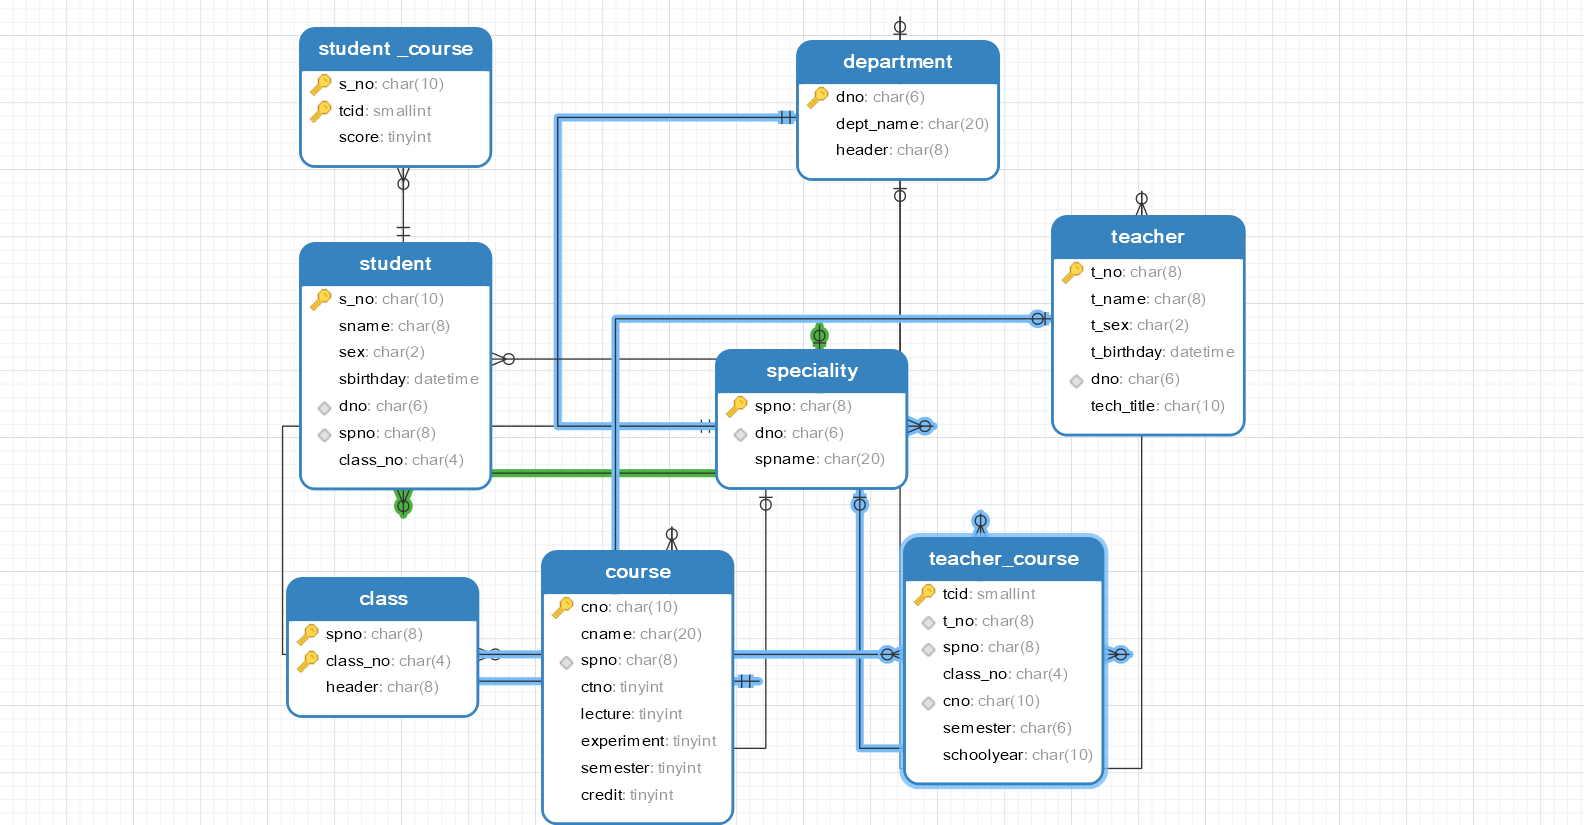 student _course
s_no: char(10)
tcid: smallint
score: tinyint
department
dno: char(6)
dept_name: char(20)
header: char(8)
teacher
t_no: char(8)
t_name: char(8)
t_sex: char(2)
t_birthday: datetime
dno: char(6)
tech_title: char(10)
student
s_no: char(10)
sname: char(8)
sex: char(2)
sbirthday: datetime
dno: char(6)
spno: char(8)
class_no: char(4)
speciality
spno: char(8)
dno: char(6)
spname: char(20)
class
spno: char(8)
class_no: char(4)
header: char(8)
course
cno: char(10)
cname: char(20)
spno: char(8)
ctno: tinyint
lecture: tinyint
experiment: tinyint
semester: tinyint
credit: tinyint
teacher_course
tcid: smallint
t_no: char(8)
spno: char(8)
class_no: char(4)
cno: char(10)
semester: char(6)
schoolyear: char(10)